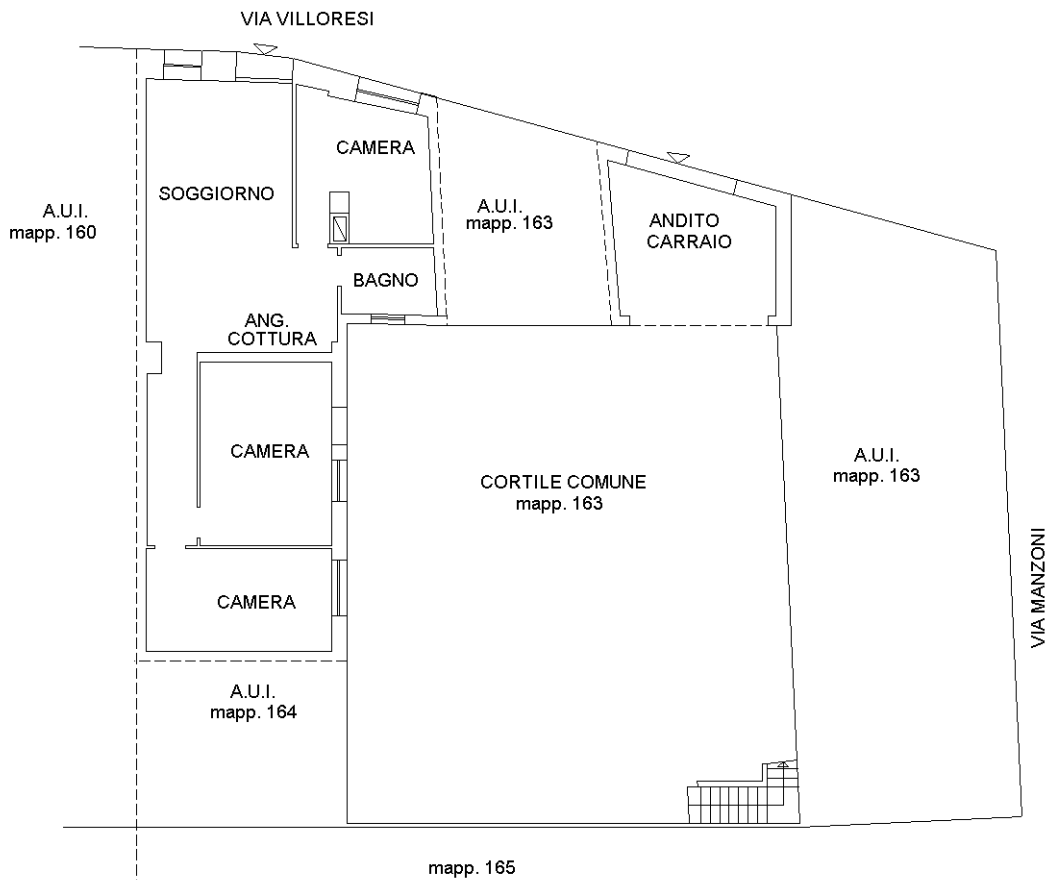 VIA VILLORESI
CAMERA
SOGGIORNO
A.U.I.
mapp. 160
A.U.I.
mapp. 163
ANDITO
CARRAIO
BAGNO
ANG.
COTTURA
CAMERA
CORTILE COMUNE
mapp. 163
A.U.I.
mapp. 163
VIA MANZONI
CAMERA
A.U.I.
mapp. 164
mapp. 165